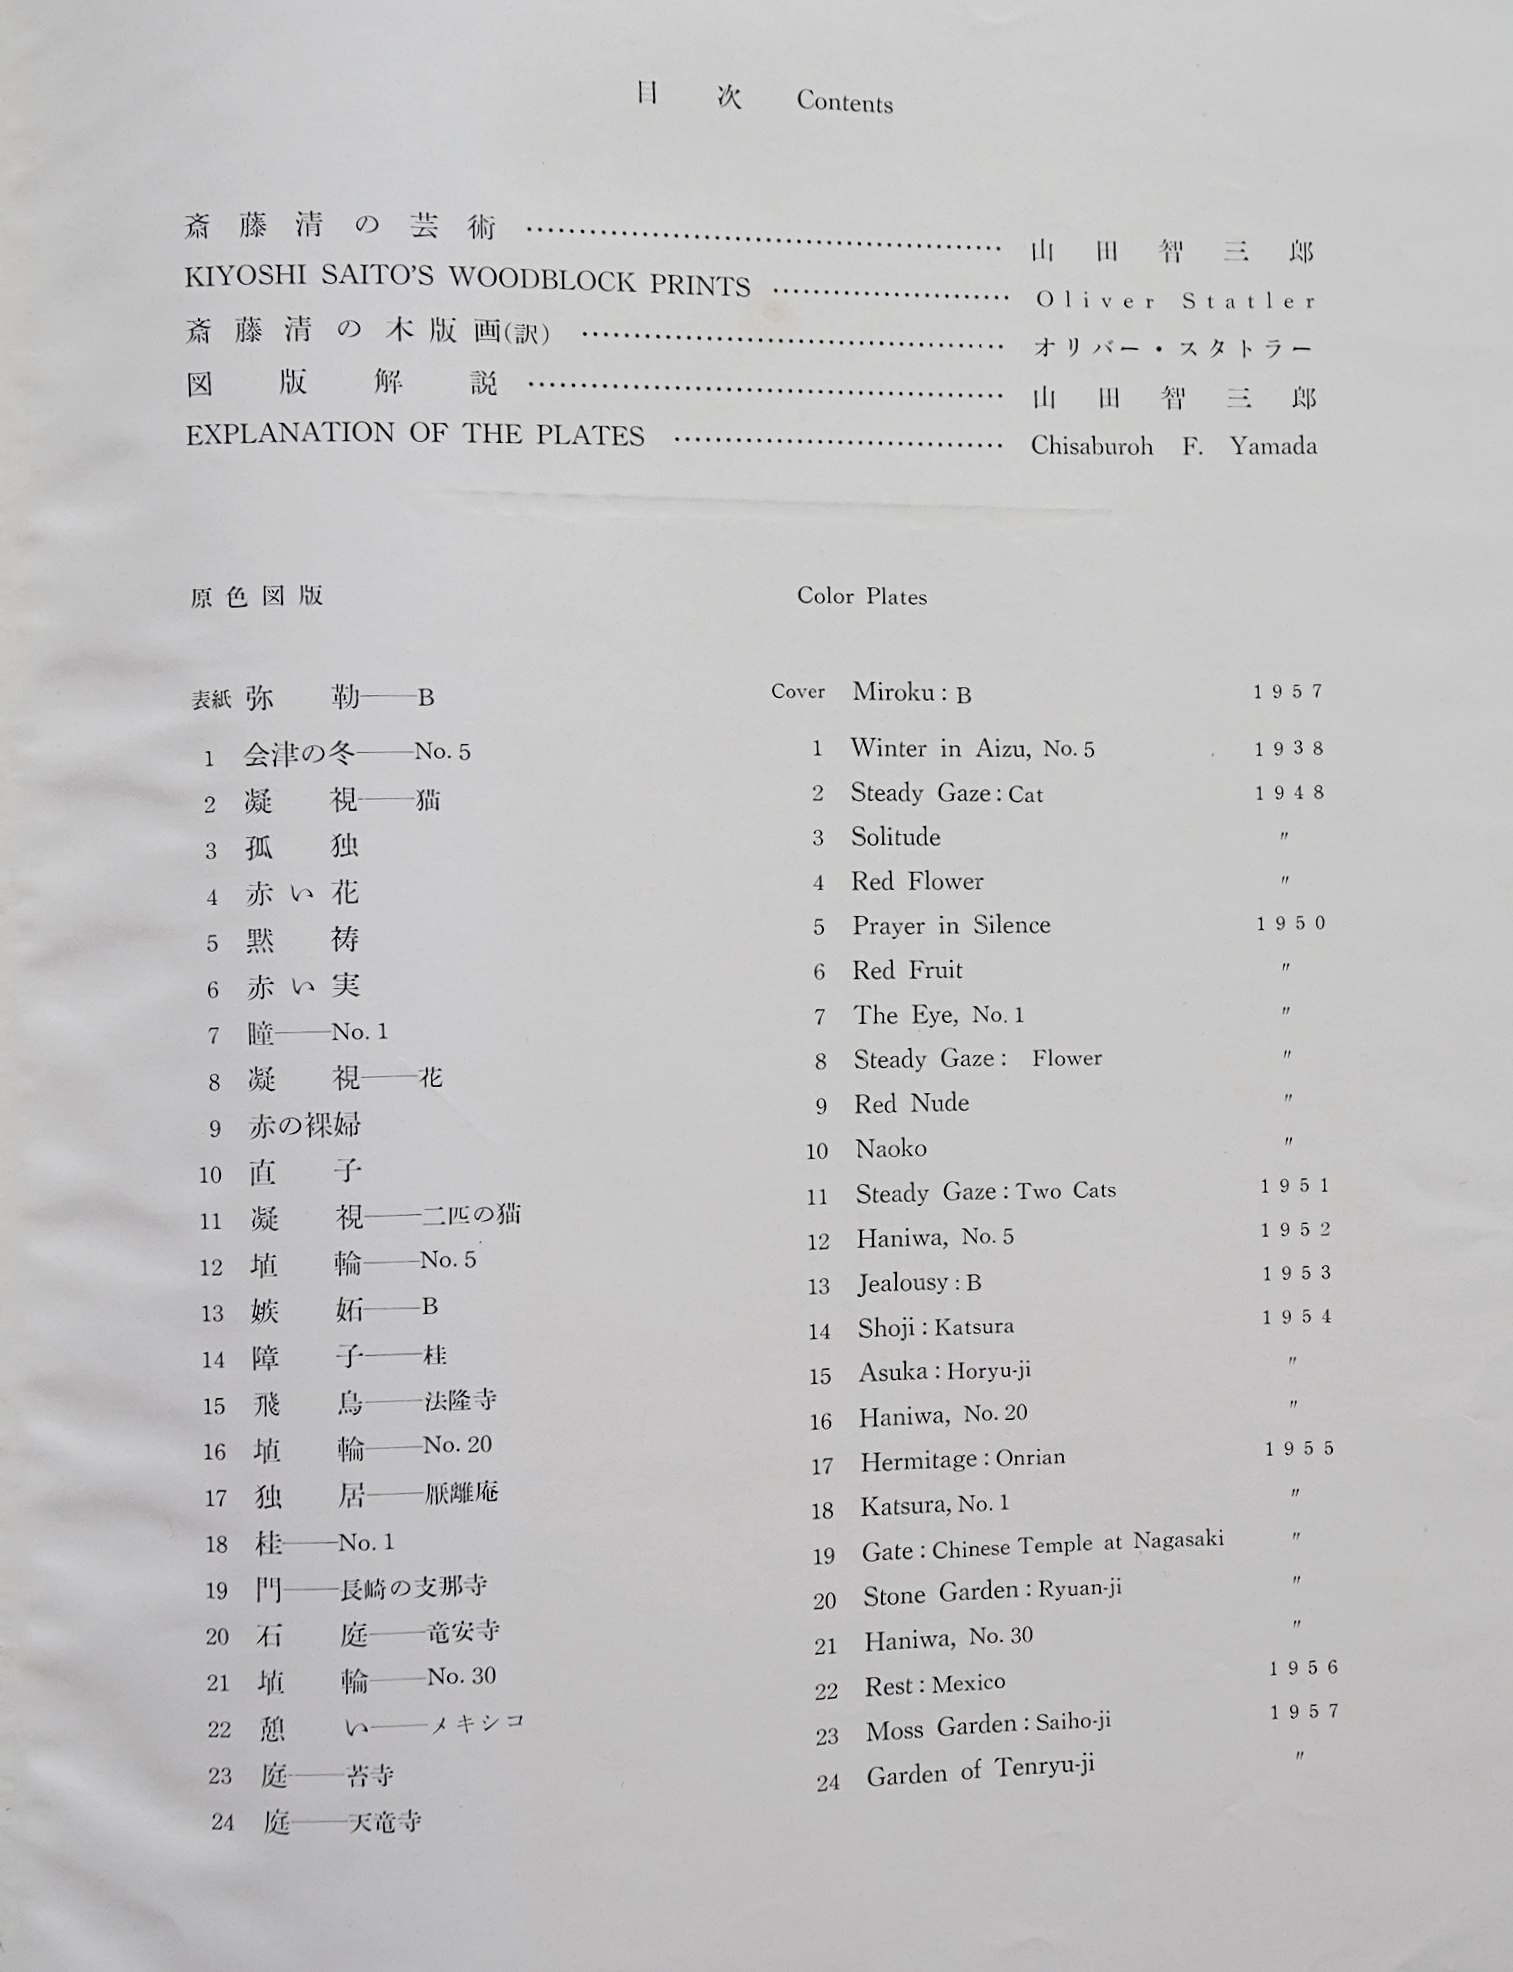 目次 Contents
斎藤清の芸術 …… 山田智三郎
KIYOSHI SAITO'S WOODBLOCK PRINTS …… Oliver Statler
斎藤清の木版画(訳) …… オリバー・スタトラー
図版解説 …… 山田智三郎
EXPLANATION OF THE PLATES …… Chisaburoh F. Yamada
原色図版
表紙 弥勒——B
1 会津の冬——No. 5
2 凝視——猫
3 孤独
4 赤い花
5 黙祷
6 赤い実
7 瞳——No. 1
8 凝視——花
9 赤の裸婦
10 直子
11 凝視——二匹の猫
12 埴輪——No. 5
13 嫉妬——B
14 障子——桂
15 飛鳥——法隆寺
16 埴輪——No. 20
17 独居——厭離庵
18 桂——No. 1
19 門——長崎の支那寺
20 石庭——竜安寺
21 埴輪——No. 30
22 憩い——メキシコ
23 庭——苔寺
24 庭——天竜寺
Color Plates
Cover Miroku: B 1957
1 Winter in Aizu, No. 5 1938
2 Steady Gaze: Cat 1948
3 Solitude 〃
4 Red Flower 〃
5 Prayer in Silence 1950
6 Red Fruit 〃
7 The Eye, No. 1 〃
8 Steady Gaze: Flower 〃
9 Red Nude 〃
10 Naoko 〃
11 Steady Gaze: Two Cats 1951
12 Haniwa, No. 5 1952
13 Jealousy: B 1953
14 Shoji: Katsura 1954
15 Asuka: Horyu-ji 〃
16 Haniwa, No. 20 〃
17 Hermitage: Onrian 1955
18 Katsura, No. 1 〃
19 Gate: Chinese Temple at Nagasaki 〃
20 Stone Garden: Ryuan-ji 〃
21 Haniwa, No. 30 〃
22 Rest: Mexico 1956
23 Moss Garden: Saiho-ji 1957
24 Garden of Tenryu-ji 〃